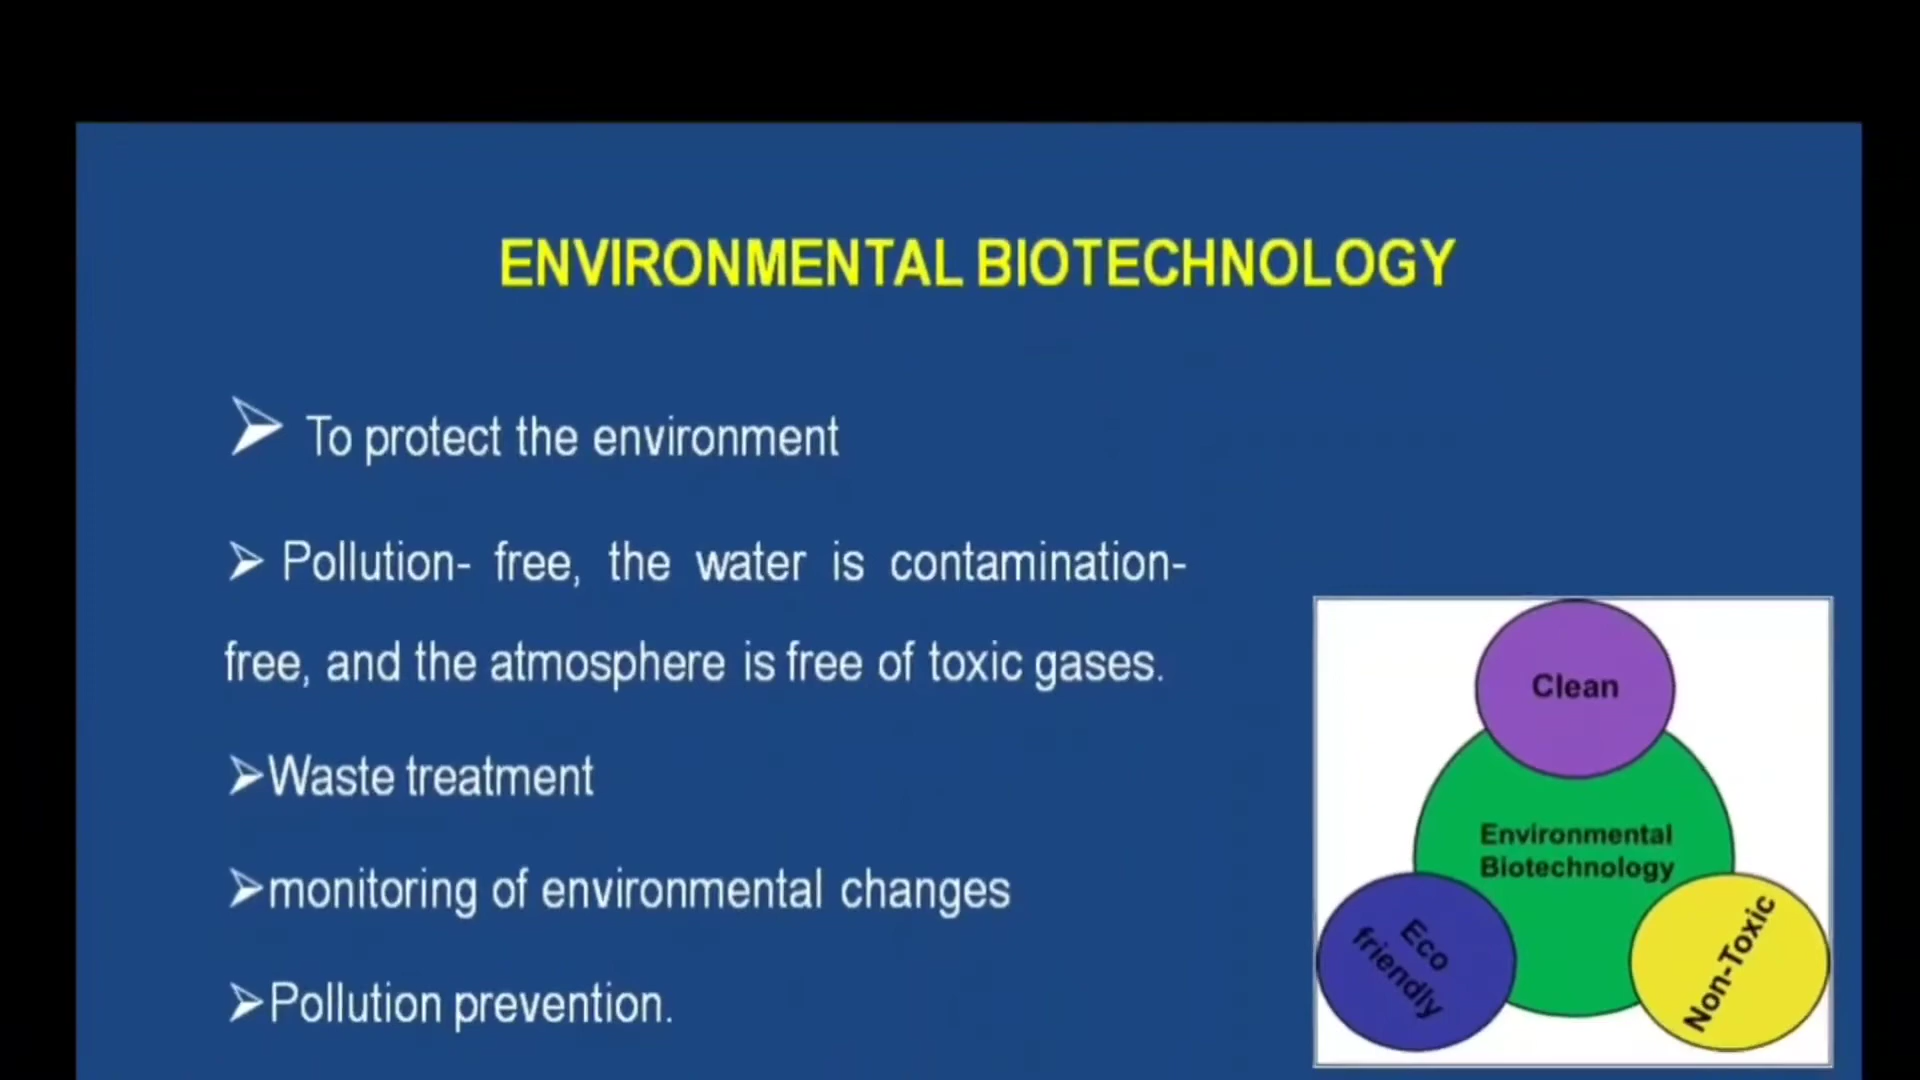 ENVIRONMENTAL BIOTECHNOLOGY
To protect the environment
Pollution- free, the water is contamination-
free, and the atmosphere is free of toxic gases.
Waste treatment
monitoring of environmental changes
Pollution prevention.
Clean
Environmental
Biotechnology
Eco
friendly
Non-Toxic